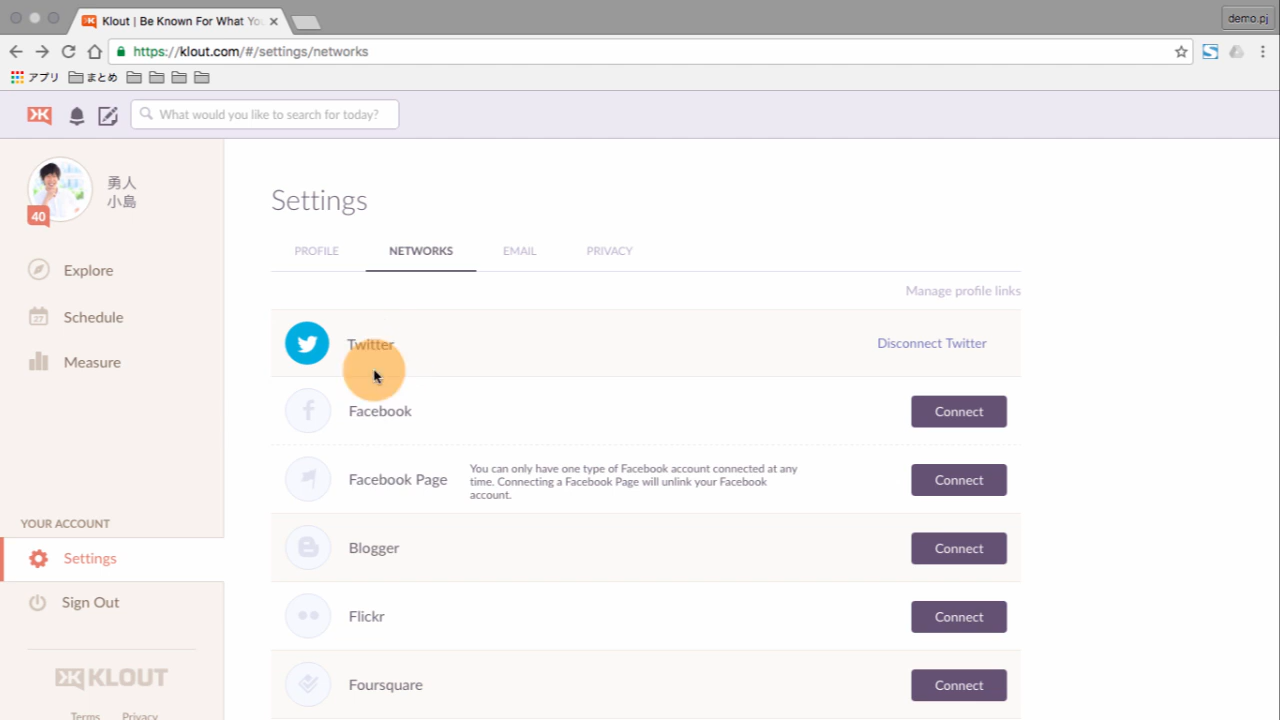 Klout | Be Known For What You
demo.pj
https://klout.com/#/settings/networks
アプリ まとめ
What would you like to search for today?
勇人
小島
40
Explore
27
Schedule
Measure
YOUR ACCOUNT
Settings
Sign Out
KLOUT
Terms Privacy
Settings
PROFILE NETWORKS EMAIL PRIVACY
Manage profile links
Twitter Disconnect Twitter
Facebook Connect
Facebook Page
You can only have one type of Facebook account connected at any
time. Connecting a Facebook Page will unlink your Facebook
account.
Connect
Blogger Connect
Flickr Connect
Foursquare Connect